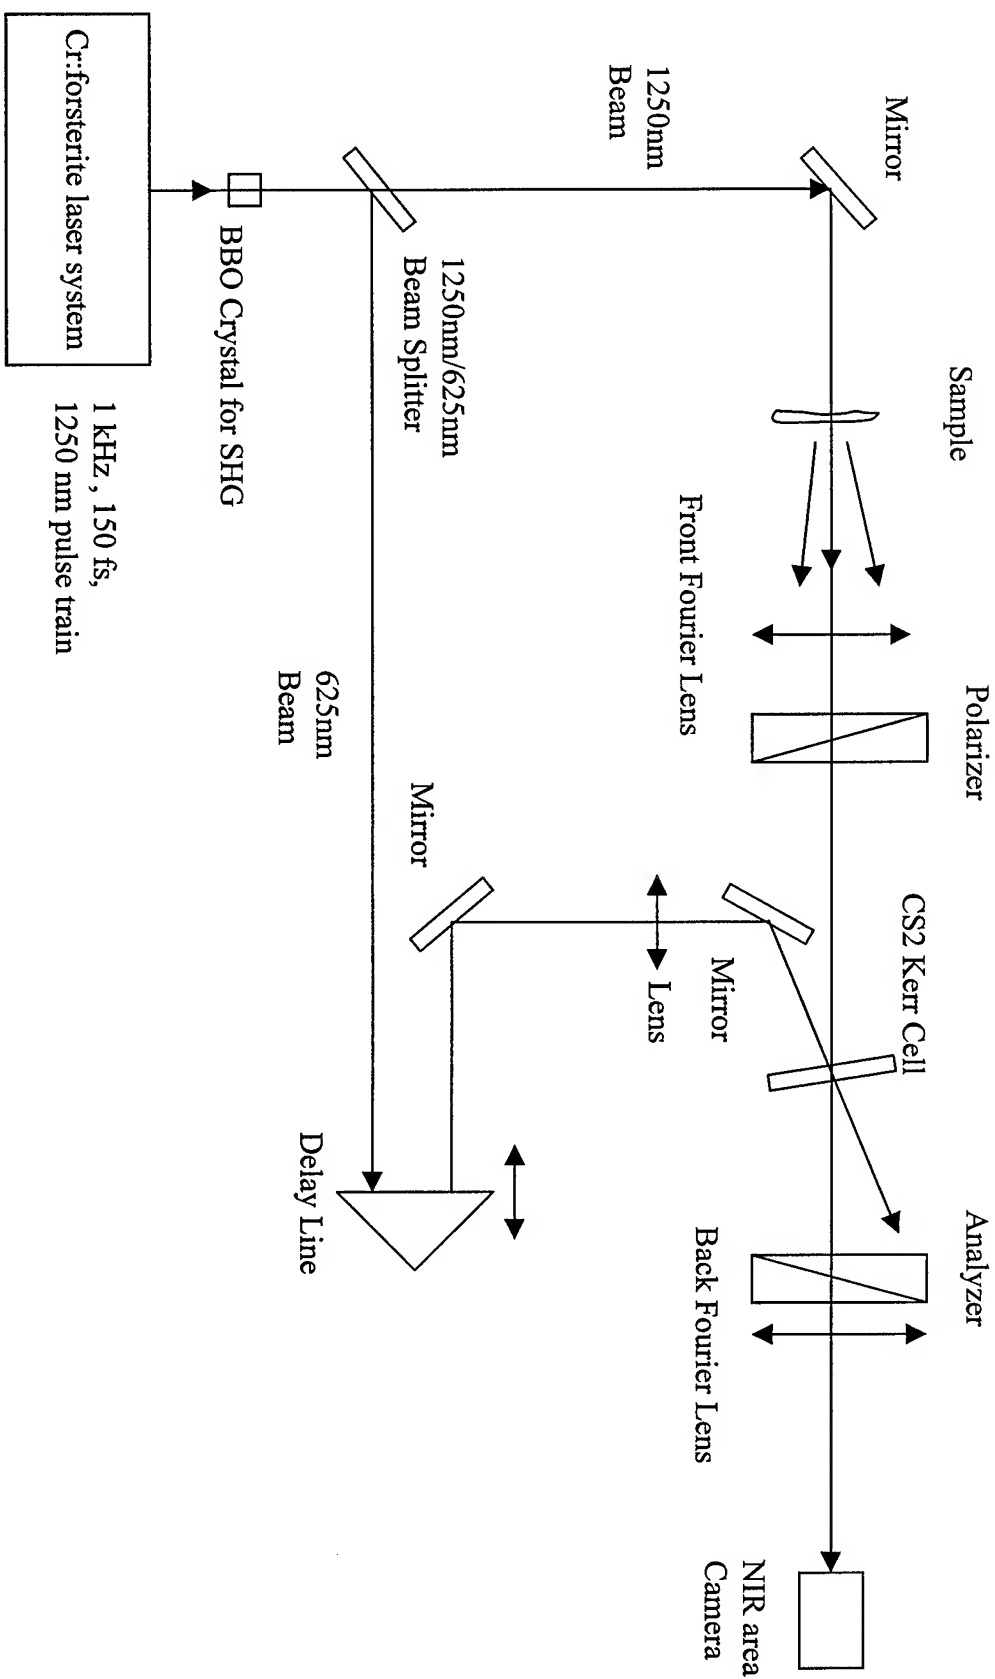 Cr:forsterite laser system
1 kHz , 150 fs,
1250 nm pulse train
BBO Crystal for SHG
1250nm/625nm
Beam Splitter
1250nm
Beam
625nm
Beam
Mirror
Sample
Front Fourier Lens
Polarizer
Mirror
Lens
Mirror
CS2 Kerr Cell
Delay Line
Analyzer
Back Fourier Lens
NIR area
Camera